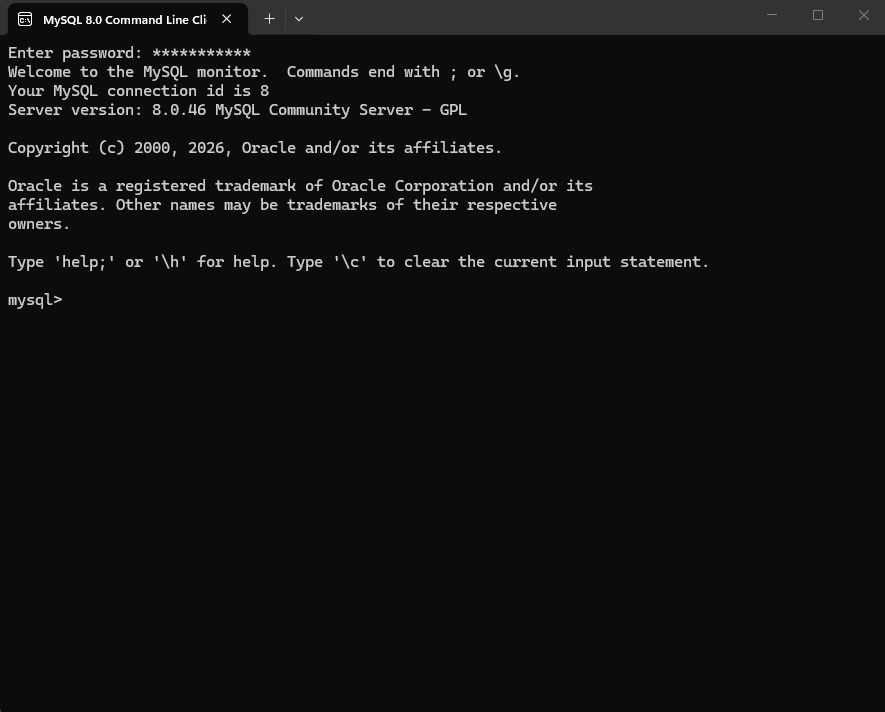 MySQL 8.0 Command Line Cli
Enter password: ***********
Welcome to the MySQL monitor.  Commands end with ; or \g.
Your MySQL connection id is 8
Server version: 8.0.46 MySQL Community Server - GPL
Copyright (c) 2000, 2026, Oracle and/or its affiliates.
Oracle is a registered trademark of Oracle Corporation and/or its
affiliates. Other names may be trademarks of their respective
owners.
Type 'help;' or '\h' for help. Type '\c' to clear the current input statement.
mysql>